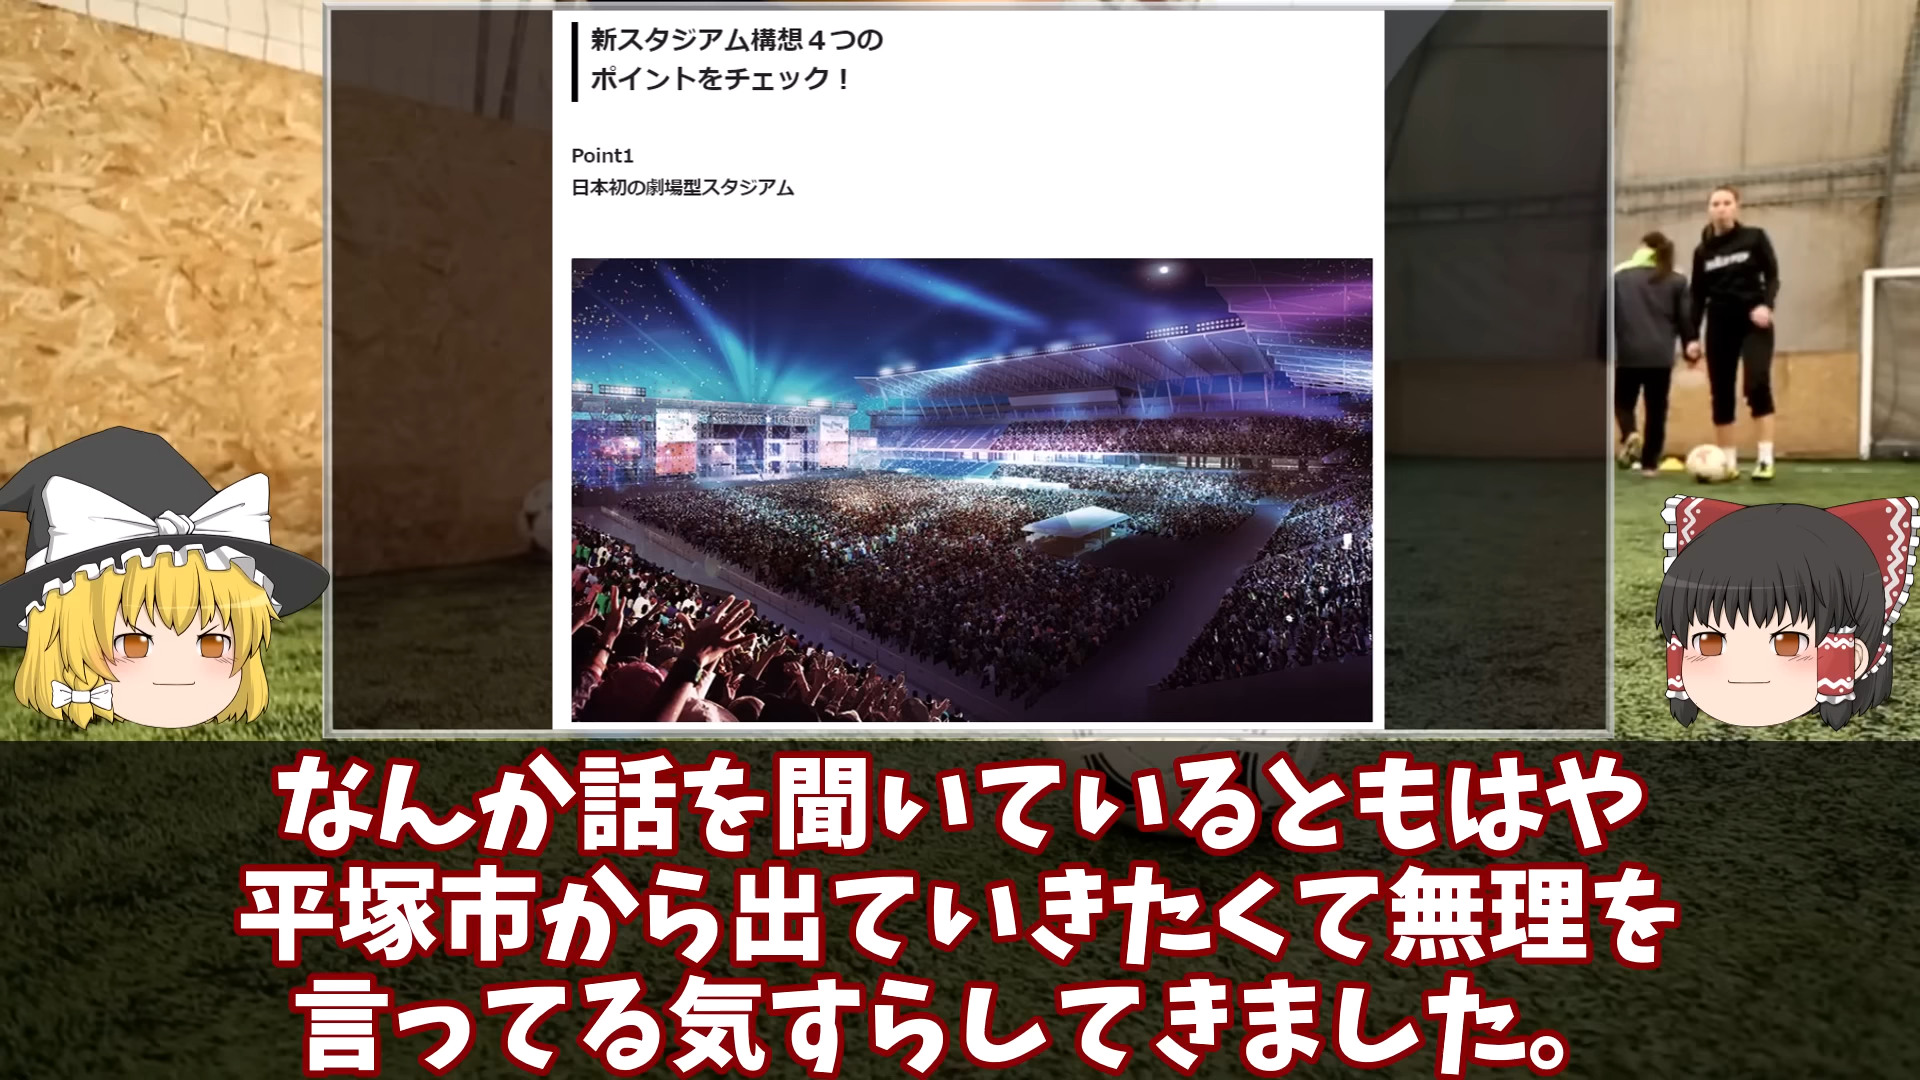 新スタジアム構想４つの
ポイントをチェック！
Point1
日本初の劇場型スタジアム
なんか話を聞いているともはや
平塚市から出ていきたくて無理を
言ってる気すらしてきました。